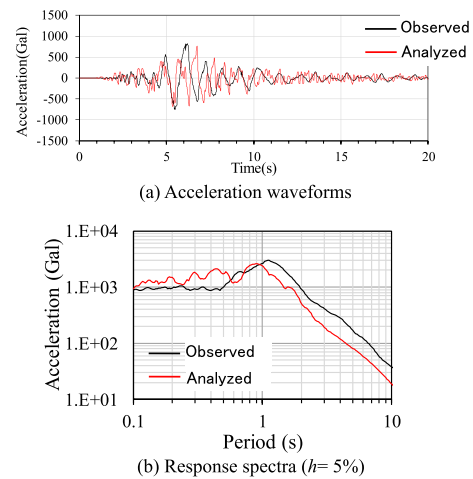 1500
1000
500
0
-500
-1000
-1500
Acceleration(Gal)
Observed
Analyzed
0 5 10 15 20
Time(s)
(a) Acceleration waveforms
1.E+04
1.E+03
1.E+02
1.E+01
Acceleration (Gal)
Observed
Analyzed
0.1 1 10
Period (s)
(b) Response spectra (h= 5%)